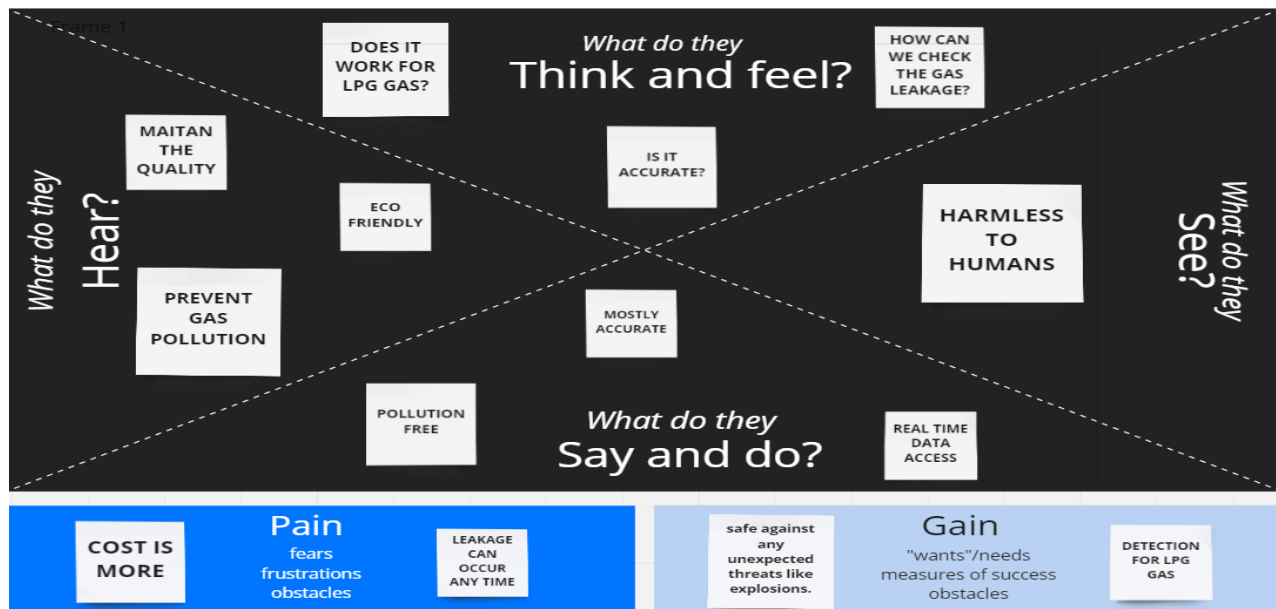 Frame 1
DOES IT
WORK FOR
LPG GAS?
What do they
Think and feel?
HOW CAN
WE CHECK
THE GAS
LEAKAGE?
MAITAN
THE
QUALITY
IS IT
ACCURATE?
ECO
FRIENDLY
What do they
Hear?
HARMLESS
TO
HUMANS
What do they
See?
PREVENT
GAS
POLLUTION
MOSTLY
ACCURATE
POLLUTION
FREE
What do they
Say and do?
REAL TIME
DATA
ACCESS
COST IS
MORE
Pain
fears
frustrations
obstacles
LEAKAGE
CAN
OCCUR
ANY TIME
safe against
any
unexpected
threats like
explosions.
Gain
"wants"/needs
measures of success
obstacles
DETECTION
FOR LPG
GAS